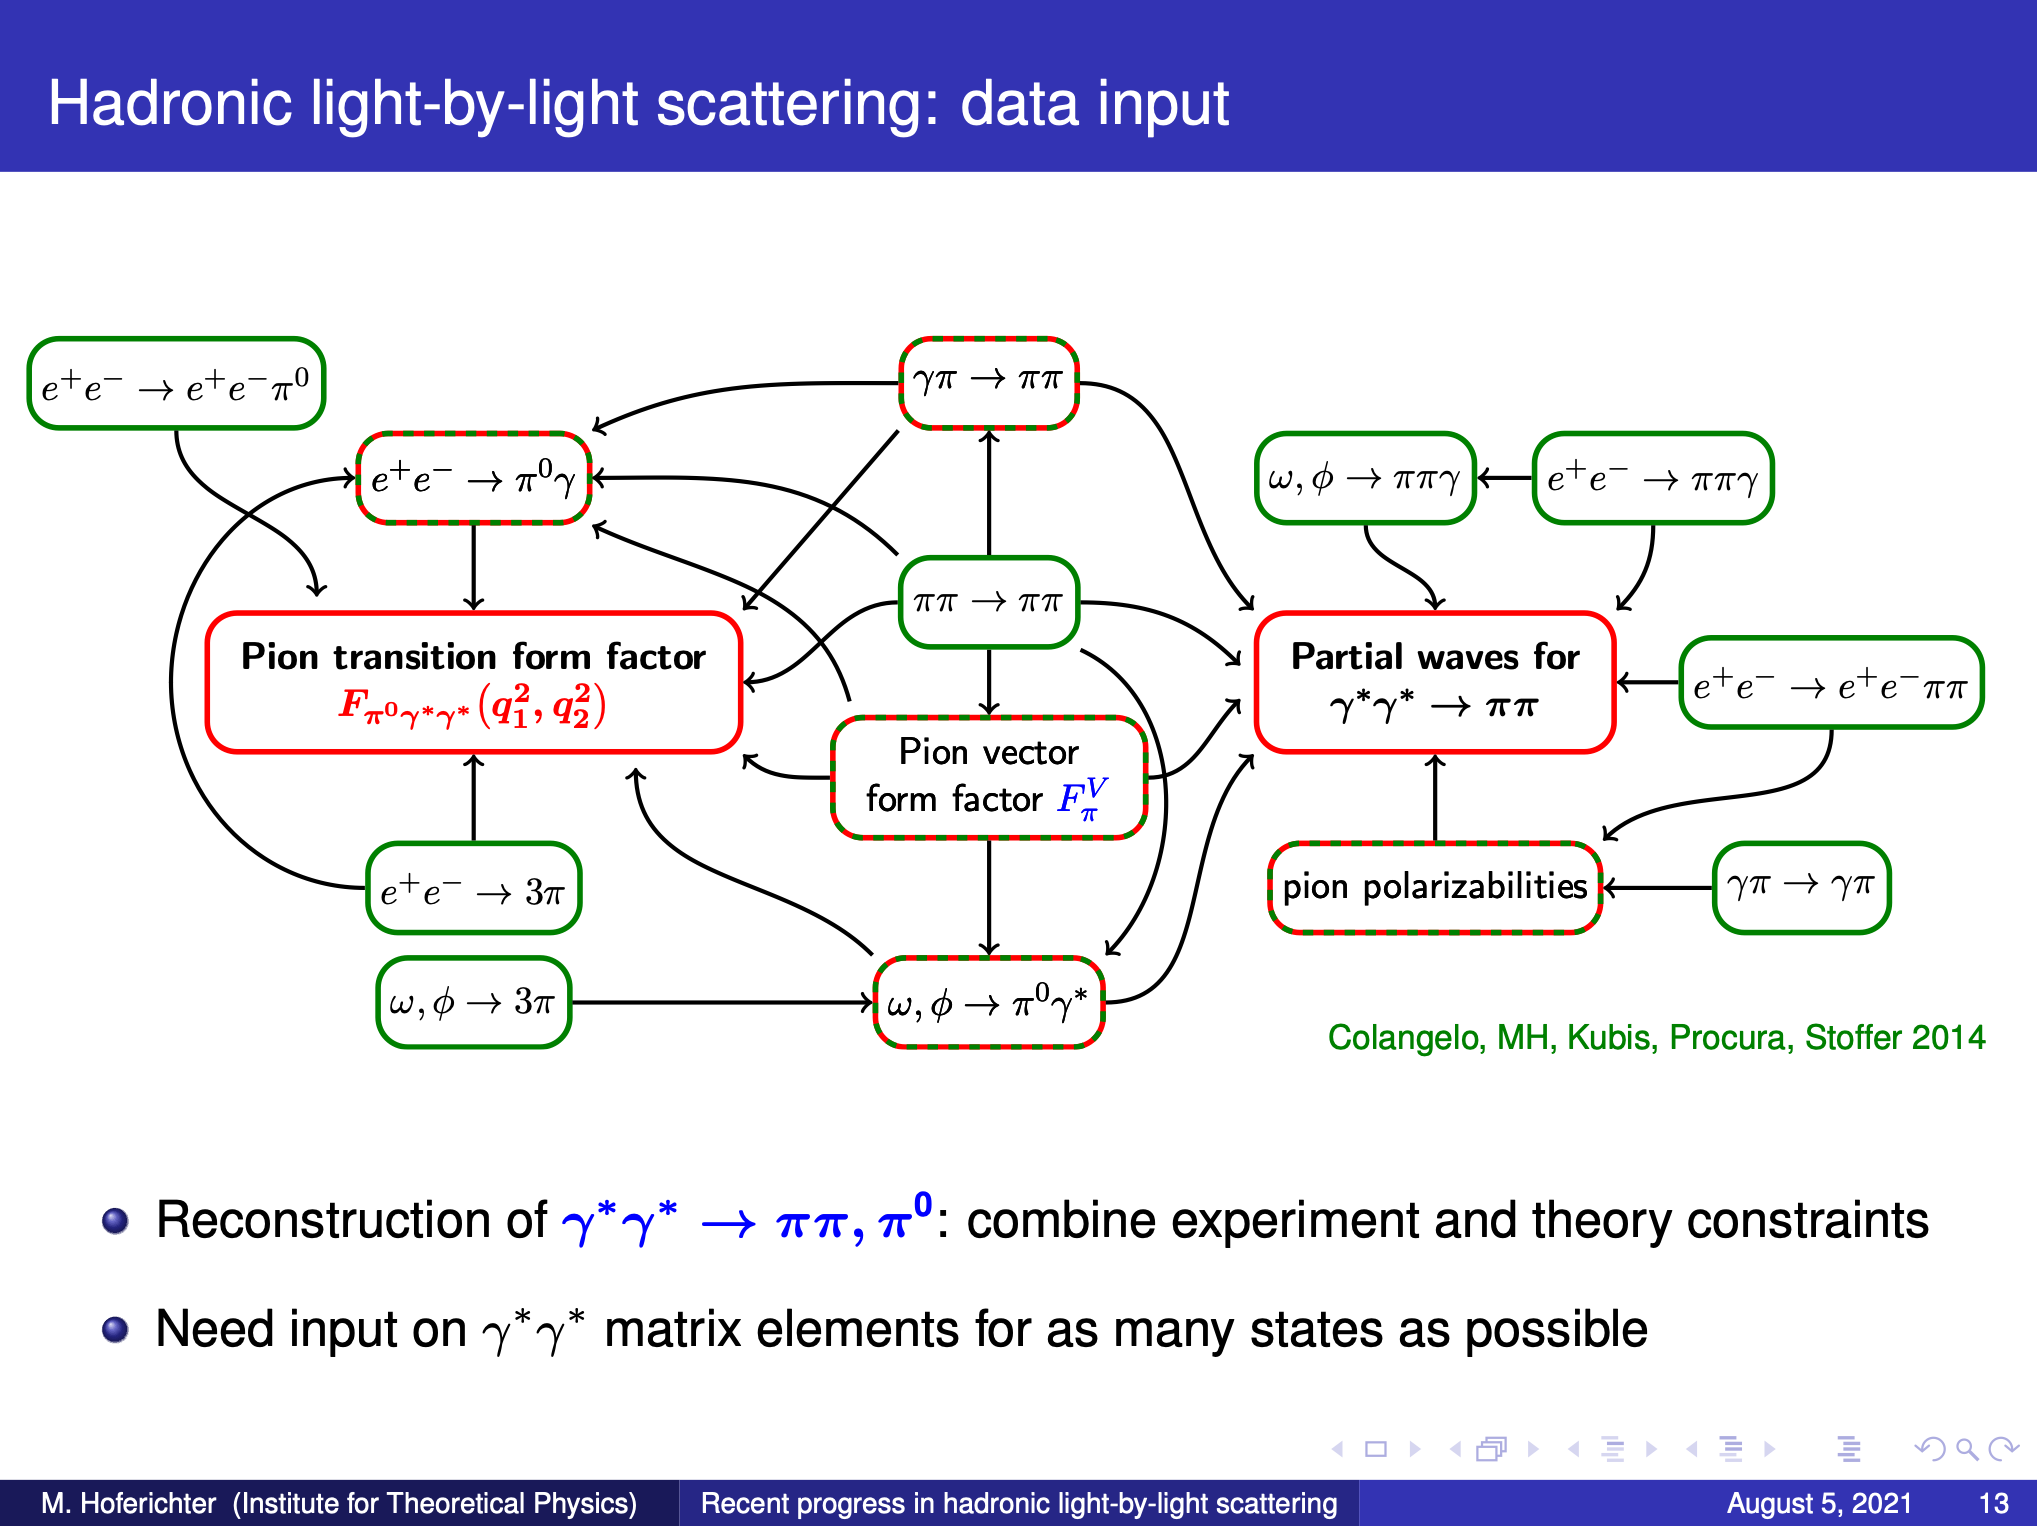 Hadronic light-by-light scattering: data input
e⁺e⁻ → e⁺e⁻π⁰
γπ → ππ
e⁺e⁻ → π⁰γ
ω, ϕ → ππγ
e⁺e⁻ → ππγ
ππ → ππ
Pion transition form factor
F_{π⁰γ*γ*}(q₁², q₂²)
Partial waves for
γ*γ* → ππ
e⁺e⁻ → e⁺e⁻ππ
Pion vector
form factor F_π^V
e⁺e⁻ → 3π
pion polarizabilities
γπ → γπ
ω, ϕ → 3π
ω, ϕ → π⁰γ*
Colangelo, MH, Kubis, Procura, Stoffer 2014
Reconstruction of γ*γ* → ππ, π⁰: combine experiment and theory constraints
Need input on γ*γ* matrix elements for as many states as possible
M. Hoferichter (Institute for Theoretical Physics)
Recent progress in hadronic light-by-light scattering
August 5, 2021
13